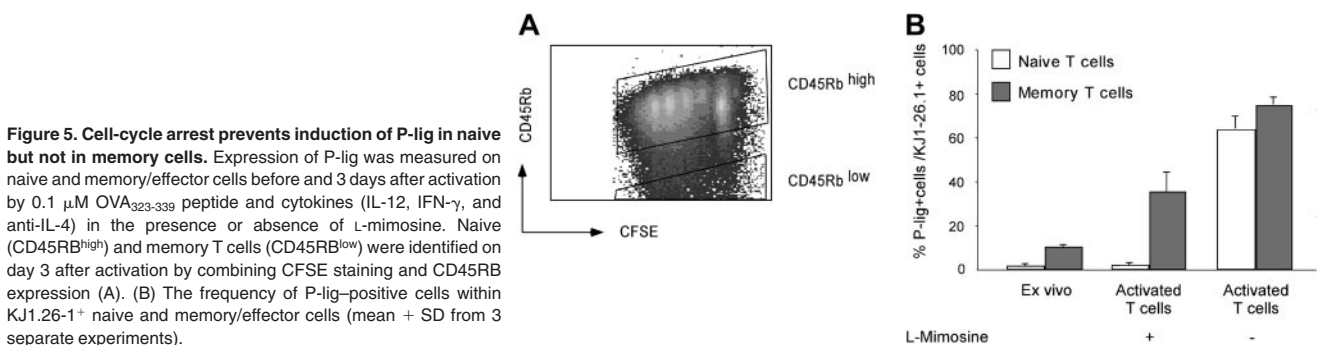 Figure 5. Cell-cycle arrest prevents induction of P-lig in naive
but not in memory cells. Expression of P-lig was measured on
naive and memory/effector cells before and 3 days after activation
by 0.1 μM OVA323-339 peptide and cytokines (IL-12, IFN-γ, and
anti-IL-4) in the presence or absence of L-mimosine. Naive
(CD45RBhigh) and memory T cells (CD45RBlow) were identified on
day 3 after activation by combining CFSE staining and CD45RB
expression (A). (B) The frequency of P-lig–positive cells within
KJ1.26-1+ naive and memory/effector cells (mean + SD from 3
separate experiments).
A
CD45Rb
CFSE
CD45Rb high
CD45Rb low
B
% P-lig+cells /KJ1-26.1+ cells
100
80
60
40
20
0
Naive T cells
Memory T cells
Ex vivo
Activated
T cells
Activated
T cells
L-Mimosine + -